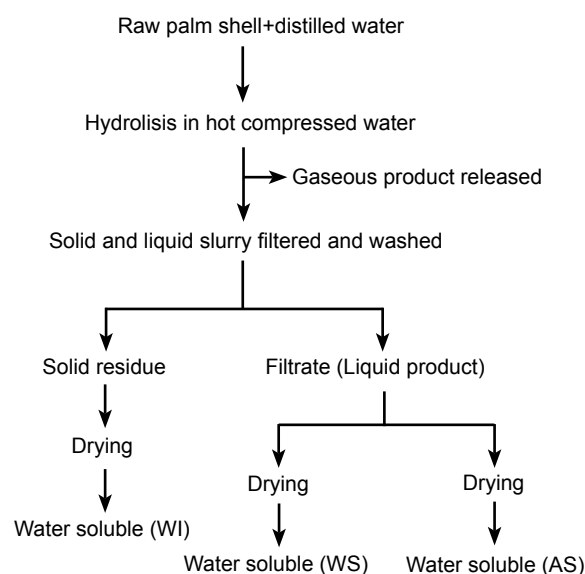 Raw palm shell+distilled water
Hydrolisis in hot compressed water
Gaseous product released
Solid and liquid slurry filtered and washed
Solid residue
Filtrate (Liquid product)
Drying
Drying
Drying
Water soluble (WI)
Water soluble (WS)
Water soluble (AS)